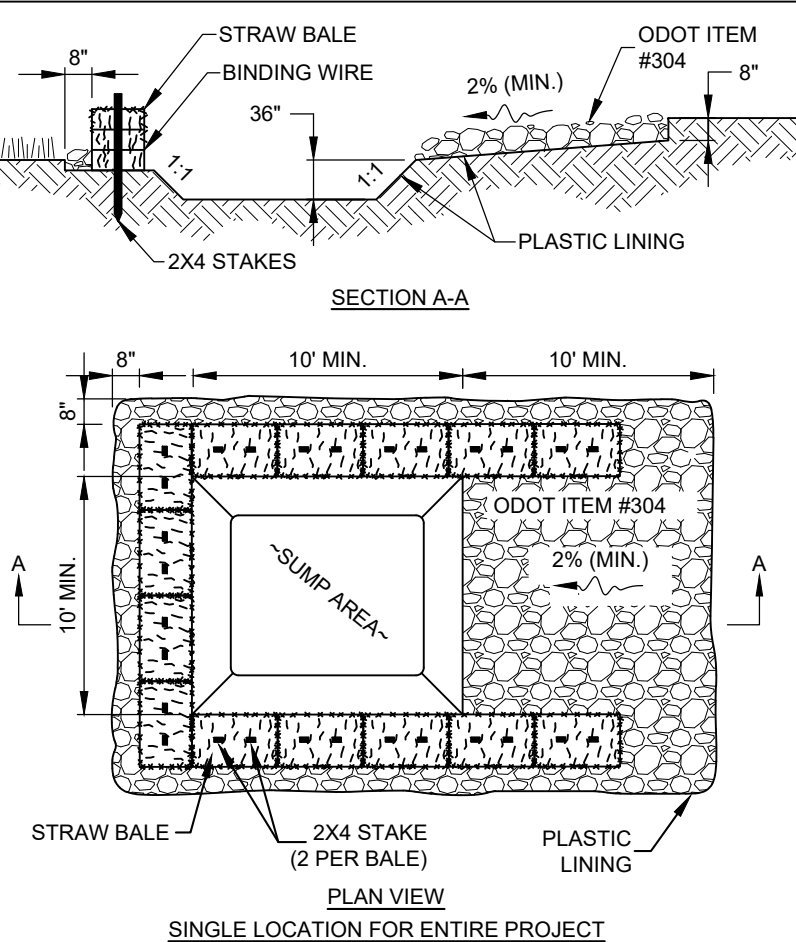 STRAW BALE
ODOT ITEM
#304
8"
BINDING WIRE
2% (MIN.)
8"
36"
1:1
1:1
PLASTIC LINING
2X4 STAKES
SECTION A-A
8"
10' MIN.
10' MIN.
8"
ODOT ITEM #304
~SUMP AREA~
2% (MIN.)
A
A
10' MIN.
STRAW BALE
2X4 STAKE
(2 PER BALE)
PLASTIC
LINING
PLAN VIEW
SINGLE LOCATION FOR ENTIRE PROJECT